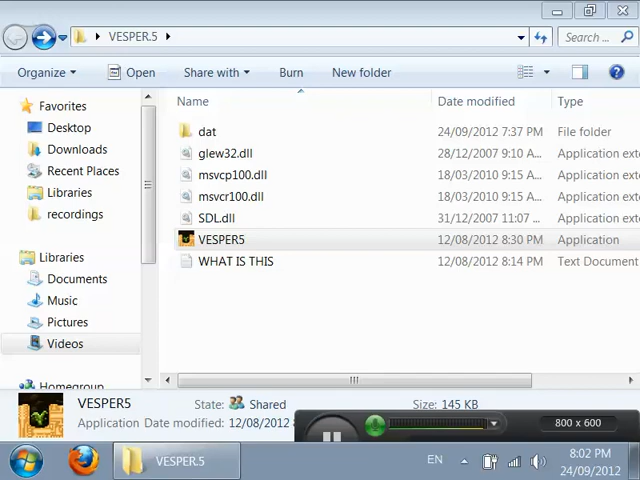 VESPER.5
Search...
Organize Open Share with Burn New folder
Name Date modified Type
Favorites
Desktop
Downloads
Recent Places
Libraries
recordings
Libraries
Documents
Music
Pictures
Videos
Homegroup
dat 24/09/2012 7:37 PM File folder
glew32.dll 28/12/2007 9:10 A... Application exte
msvcp100.dll 18/03/2010 9:15 A... Application exte
msvcr100.dll 18/03/2010 9:15 A... Application exte
SDL.dll 31/12/2007 11:07 ... Application exte
VESPER5 12/08/2012 8:30 PM Application
WHAT IS THIS 12/08/2012 8:14 PM Text Document
VESPER5 State: Shared Size: 145 KB
Application Date modified: 12/08/2012
800 x 600
VESPER.5
EN
8:02 PM
24/09/2012